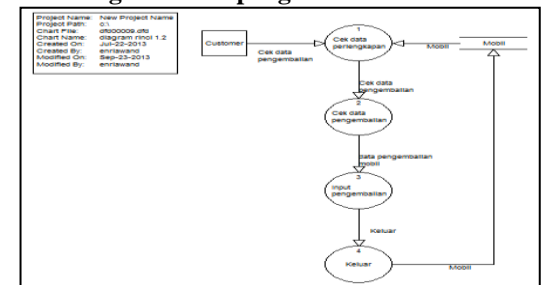 Project Name: New Project Name
Project Path: c:\
Chart File: dfd00009.dfd
Chart Name: diagram rinci 1.2
Created On: Jul-22-2013
Created By: enriawand
Modified On: Sep-23-2013
Modified By: enriawand
Customer
Cek data
pengembalian
1
Cek data
perlengkapan
Mobil
Mobil
Cek data
pengembalian
2
Cek data
pengembalian
data pengembalian
mobil
3
Input
pengembalian
Keluar
4
Keluar
Mobil